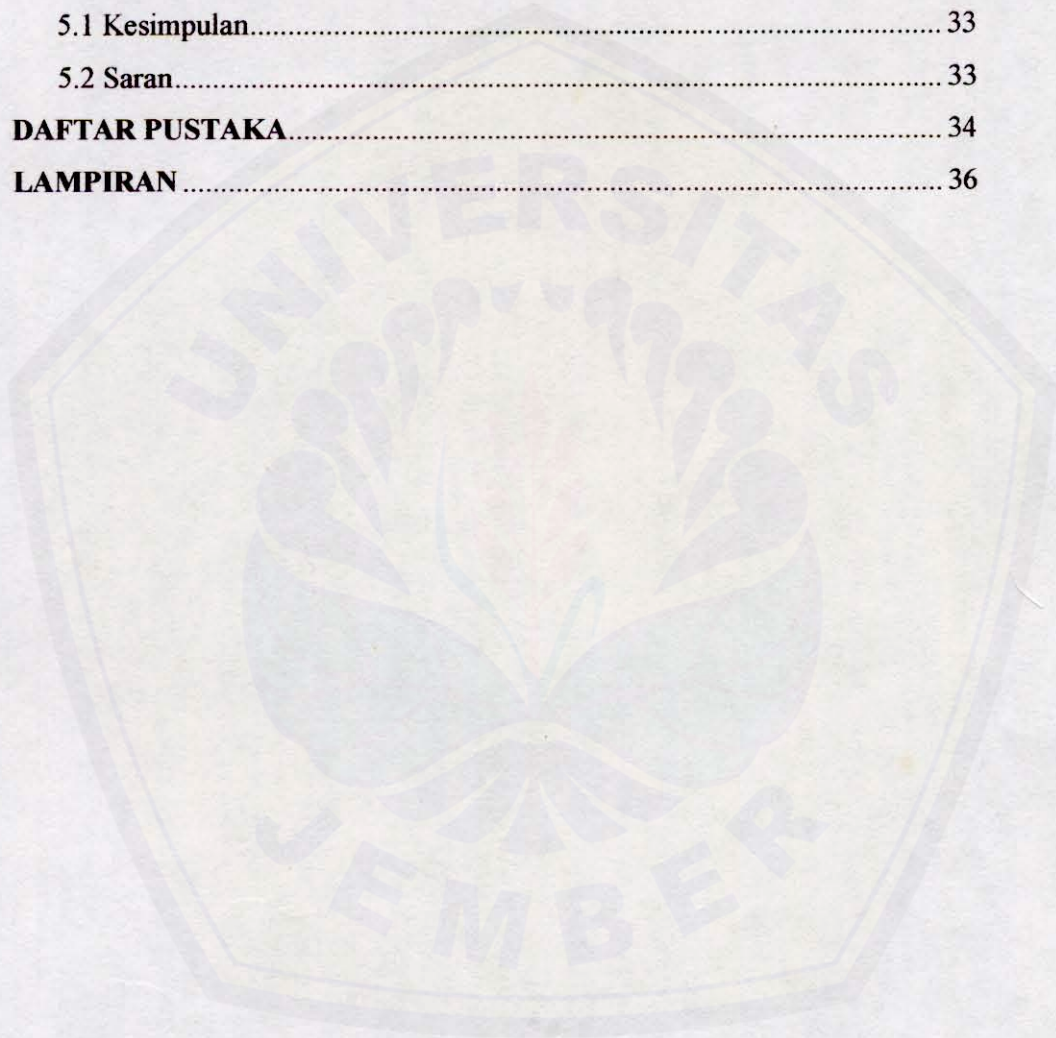 5.1 Kesimpulan........................................................................................ 33
5.2 Saran.................................................................................................. 33
DAFTAR PUSTAKA................................................................................ 34
LAMPIRAN............................................................................................. 36
UNIVERSITAS
JEMBER